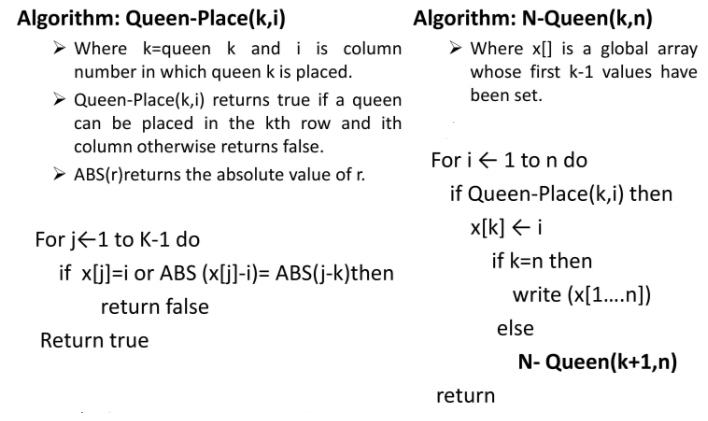 Algorithm: Queen-Place(k,i)
➢ Where k=queen k and i is column
number in which queen k is placed.
➢ Queen-Place(k,i) returns true if a queen
can be placed in the kth row and ith
column otherwise returns false.
➢ ABS(r)returns the absolute value of r.
For j←1 to K-1 do
if x[j]=i or ABS (x[j]-i)= ABS(j-k)then
return false
Return true
Algorithm: N-Queen(k,n)
➢ Where x[] is a global array
whose first k-1 values have
been set.
For i ← 1 to n do
if Queen-Place(k,i) then
x[k] ← i
if k=n then
write (x[1....n])
else
N- Queen(k+1,n)
return